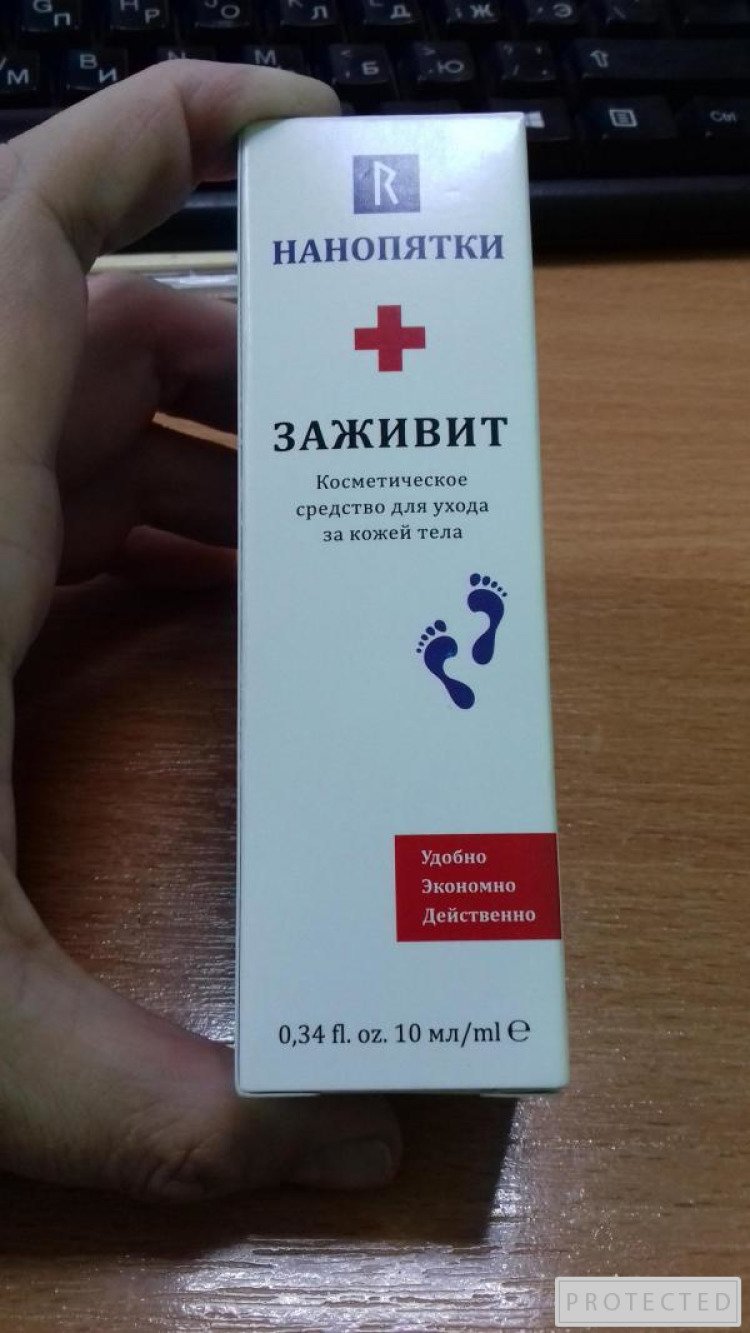 R
НАНОПЯТКИ
ЗАЖИВИТ
Косметическое
средство для ухода
за кожей тела
Удобно
Экономно
Действенно
0,34 fl. oz. 10 мл/ml ℮
PROTECTED